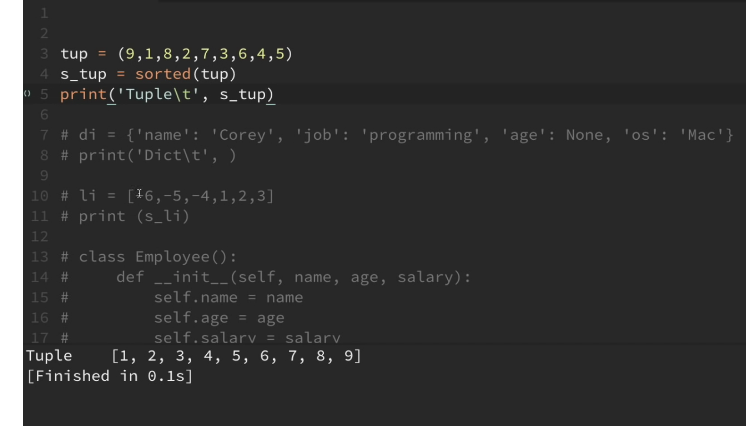 1
2
3 tup = (9,1,8,2,7,3,6,4,5)
4 s_tup = sorted(tup)
5 print('Tuple\t', s_tup)
6
7 # di = {'name': 'Corey', 'job': 'programming', 'age': None, 'os': 'Mac'}
8 # print('Dict\t', )
9
10 # li = [-6,-5,-4,1,2,3]
11 # print (s_li)
12
13 # class Employee():
14 #     def __init__(self, name, age, salary):
15 #         self.name = name
16 #         self.age = age
17 #         self.salary = salary
Tuple    [1, 2, 3, 4, 5, 6, 7, 8, 9]
[Finished in 0.1s]